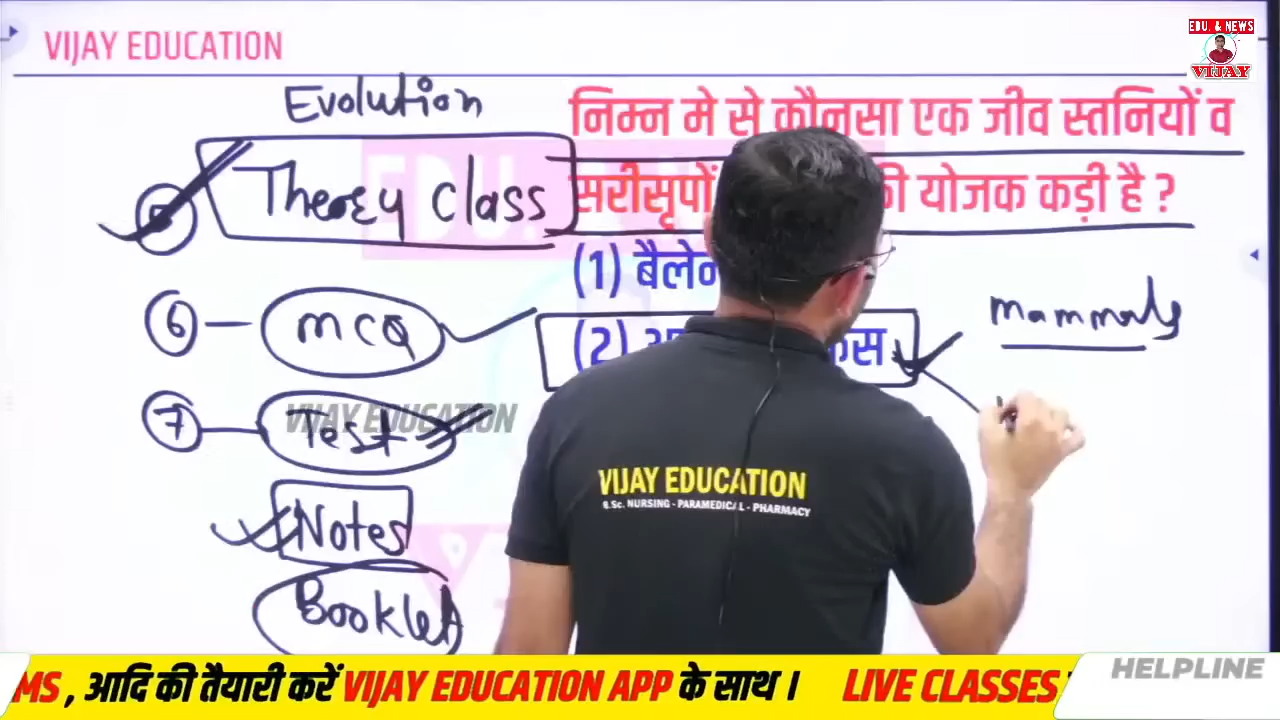 VIJAY EDUCATION
EDU. & NEWS
VIJAY
Evolution
Theory Class
निम्न मे से कौनसा एक जीव स्तनियों व
सरीसृपों की योजक कड़ी है ?
(1)
(2)
6 - MCQ
mammals
7 - Test
VIJAY EDUCATION
Notes
Booklet
VIJAY EDUCATION
B.Sc. NURSING - PARAMEDICAL - PHARMACY
MS , आदि की तैयारी करें VIJAY EDUCATION APP के साथ । LIVE CLASSES
HELPLINE